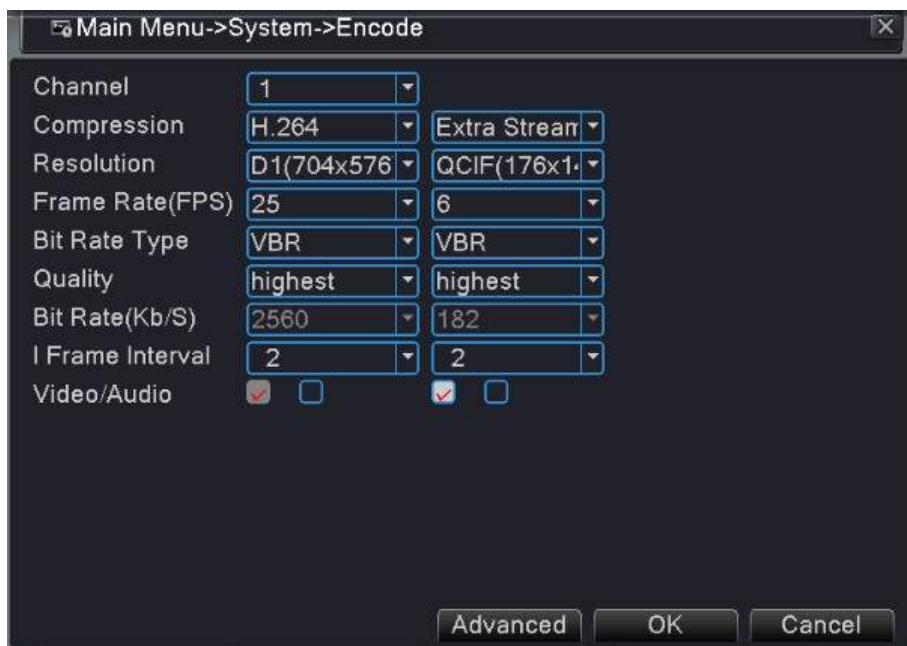 Main Menu->System->Encode
Channel 1
Compression H.264 Extra Stream
Resolution D1(704x576 QCIF(176x1
Frame Rate(FPS) 25 6
Bit Rate Type VBR VBR
Quality highest highest
Bit Rate(Kb/S) 2560 182
I Frame Interval 2 2
Video/Audio
Advanced OK Cancel